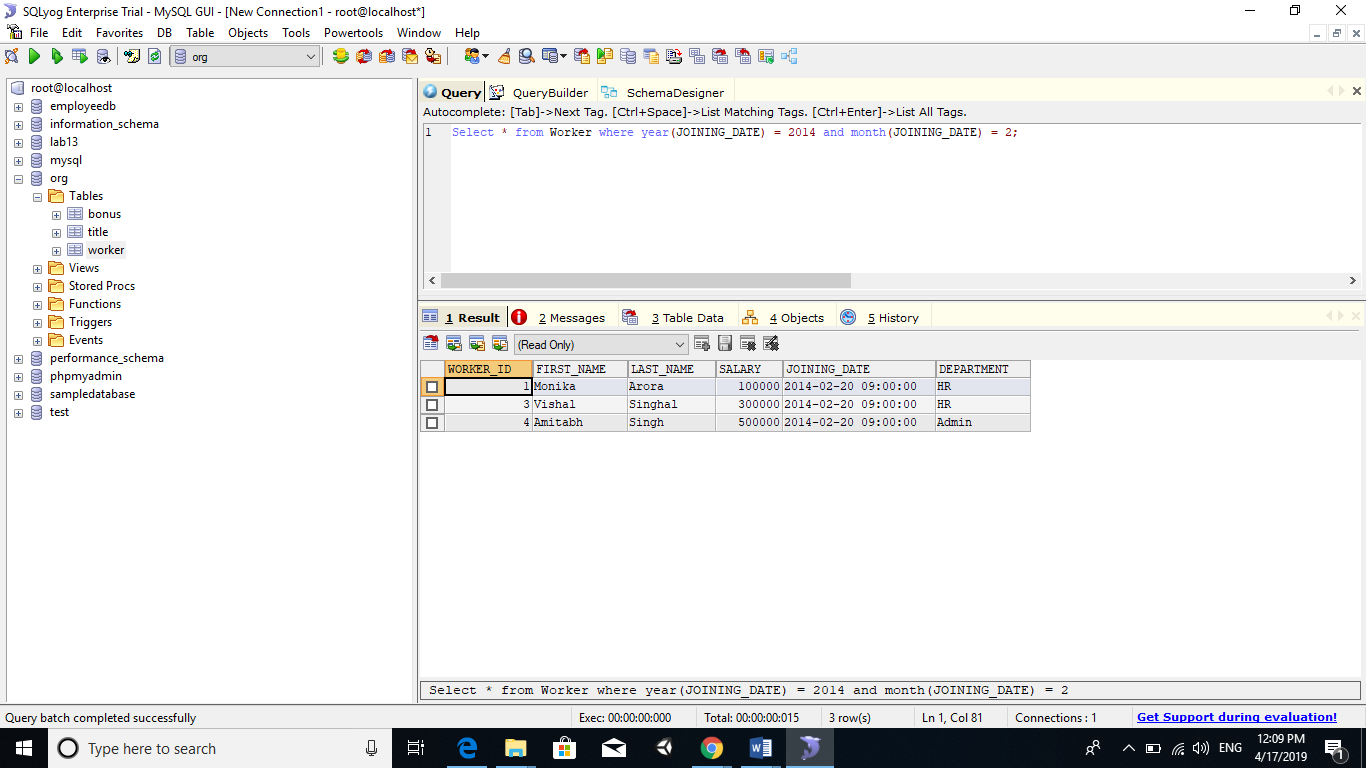 SQLyog Enterprise Trial - MySQL GUI - [New Connection1 - root@localhost*]
File Edit Favorites DB Table Objects Tools Powertools Window Help
org
root@localhost
employeedb
information_schema
lab13
mysql
org
Tables
bonus
title
worker
Views
Stored Procs
Functions
Triggers
Events
performance_schema
phpmyadmin
sampledatabase
test
Query QueryBuilder SchemaDesigner
Autocomplete: [Tab]->Next Tag. [Ctrl+Space]->List Matching Tags. [Ctrl+Enter]->List All Tags.
1 Select * from Worker where year(JOINING_DATE) = 2014 and month(JOINING_DATE) = 2;
1 Result 2 Messages 3 Table Data 4 Objects 5 History
(Read Only)
WORKER_ID FIRST_NAME LAST_NAME SALARY JOINING_DATE DEPARTMENT
1 Monika Arora 100000 2014-02-20 09:00:00 HR
3 Vishal Singhal 300000 2014-02-20 09:00:00 HR
4 Amitabh Singh 500000 2014-02-20 09:00:00 Admin
Select * from Worker where year(JOINING_DATE) = 2014 and month(JOINING_DATE) = 2
Query batch completed successfully Exec: 00:00:00:000 Total: 00:00:00:015 3 row(s) Ln 1, Col 81 Connections : 1 Get Support during evaluation!
Type here to search
ENG
12:09 PM
4/17/2019
1